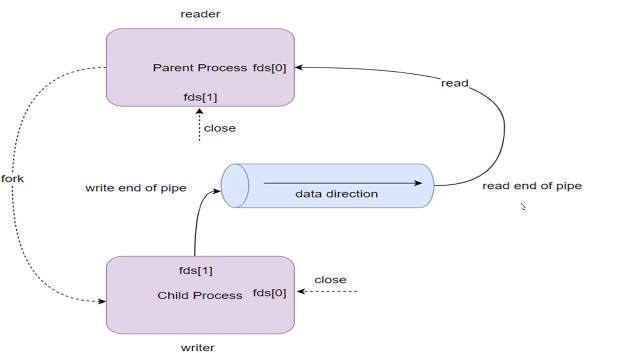 reader
Parent Process fds[0]
fds[1]
close
read
fork
write end of pipe
data direction
read end of pipe
fds[1]
Child Process fds[0]
close
writer